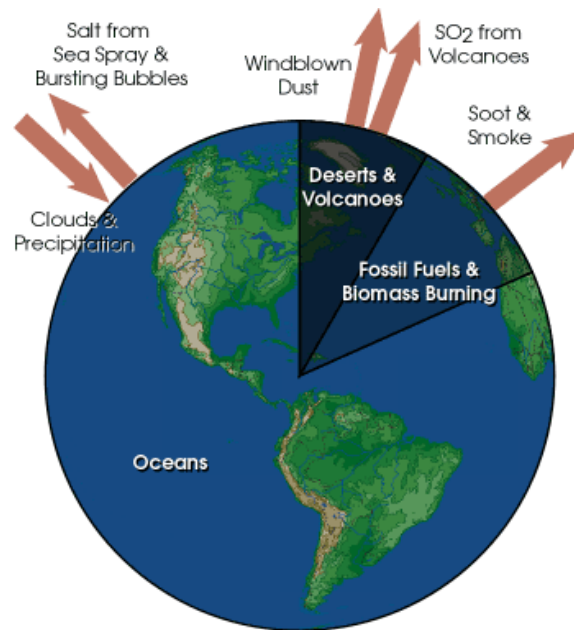 Salt from
Sea Spray &
Bursting Bubbles
Windblown
Dust
SO2 from
Volcanoes
Soot &
Smoke
Clouds &
Precipitation
Deserts &
Volcanoes
Fossil Fuels &
Biomass Burning
Oceans